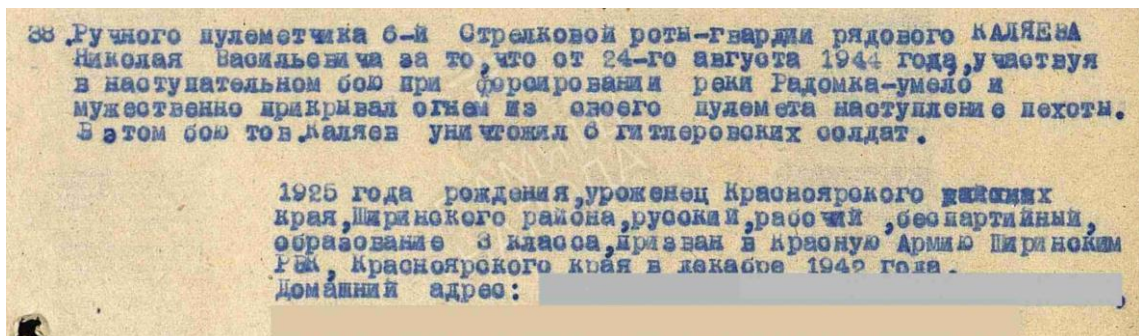 38.Ручного пулеметчика 6-й Стрелковой роты-гвардии рядового КАЛЯЕВА
Николая Васильевича за то,что от 24-го августа 1944 года,участвуя
в наступательном бою при форсировании реки Радомка-умело и
мужественно прикрывал огнем из своего пулемета наступление пехоты.
В этом бою тов.Каляев уничтожил 6 гитлеровских солдат.
1925 года рождения,уроженец Красноярского
края,Ширинского района,русский,рабочий ,беспартийный,
образование 3 класса,призван в Красную Армию Ширинским
РВК, Красноярского края в декабре 1942 года.
Домашний адрес: